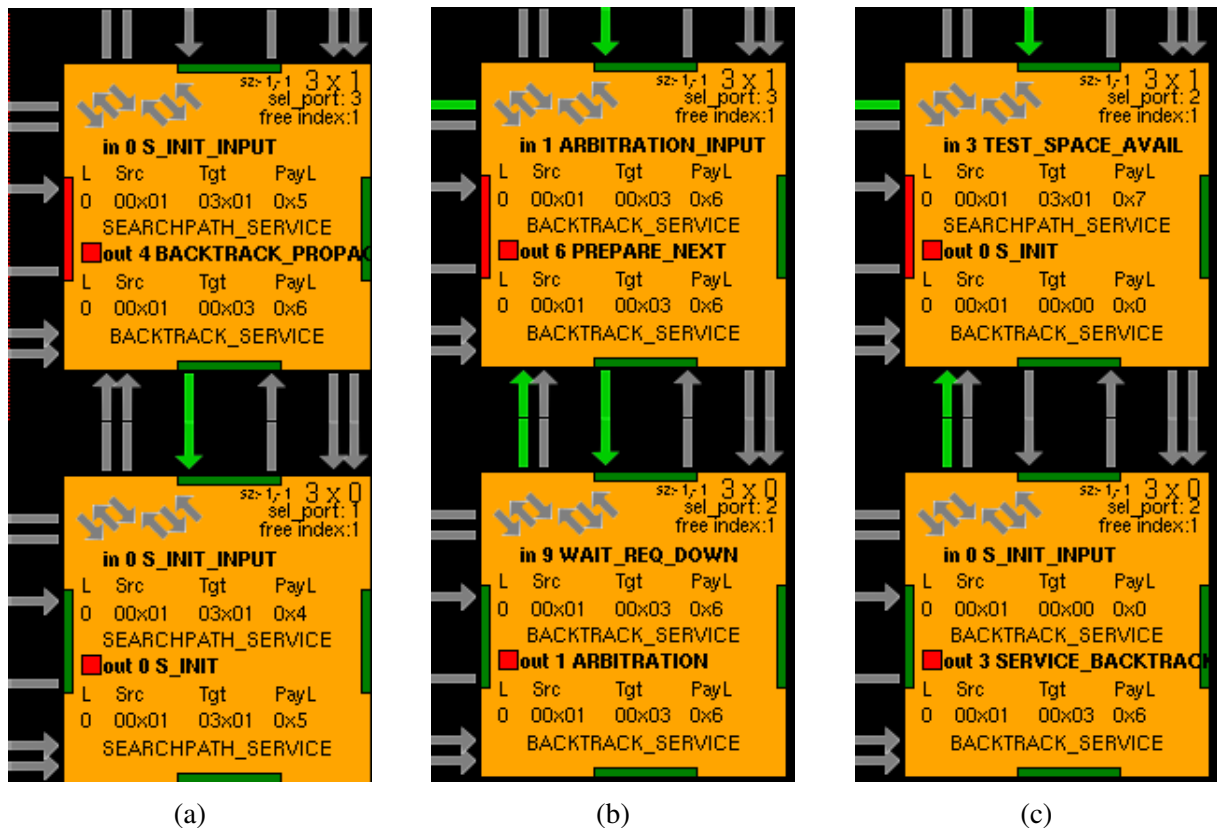 sz:-1,-1 3 x 1
sel_port: 3
free index:1
in 0 S_INIT_INPUT
L Src Tgt PayL
0 00x01 03x01 0x5
SEARCHPATH_SERVICE
out 4 BACKTRACK_PROPAC
L Src Tgt PayL
0 00x01 00x03 0x6
BACKTRACK_SERVICE
sz:-1,-1 3 x 0
sel_port: 1
free index:1
in 0 S_INIT_INPUT
L Src Tgt PayL
0 00x01 03x01 0x4
SEARCHPATH_SERVICE
out 0 S_INIT
L Src Tgt PayL
0 00x01 03x01 0x5
SEARCHPATH_SERVICE
(a)
sz:-1,-1 3 x 1
sel_port: 3
free index:1
in 1 ARBITRATION_INPUT
L Src Tgt PayL
0 00x01 00x03 0x6
BACKTRACK_SERVICE
out 6 PREPARE_NEXT
L Src Tgt PayL
0 00x01 00x03 0x6
BACKTRACK_SERVICE
sz:-1,-1 3 x 0
sel_port: 2
free index:1
in 9 WAIT_REQ_DOWN
L Src Tgt PayL
0 00x01 00x03 0x6
BACKTRACK_SERVICE
out 1 ARBITRATION
L Src Tgt PayL
0 00x01 00x03 0x6
BACKTRACK_SERVICE
(b)
sz:-1,-1 3 x 1
sel_port: 2
free index:1
in 3 TEST_SPACE_AVAIL
L Src Tgt PayL
0 00x01 03x01 0x7
SEARCHPATH_SERVICE
out 0 S_INIT
L Src Tgt PayL
0 00x01 00x00 0x0
BACKTRACK_SERVICE
sz:-1,-1 3 x 0
sel_port: 2
free index:1
in 0 S_INIT_INPUT
L Src Tgt PayL
0 00x01 00x00 0x0
BACKTRACK_SERVICE
out 3 SERVICE_BACKTRACK
L Src Tgt PayL
0 00x01 00x03 0x6
BACKTRACK_SERVICE
(c)